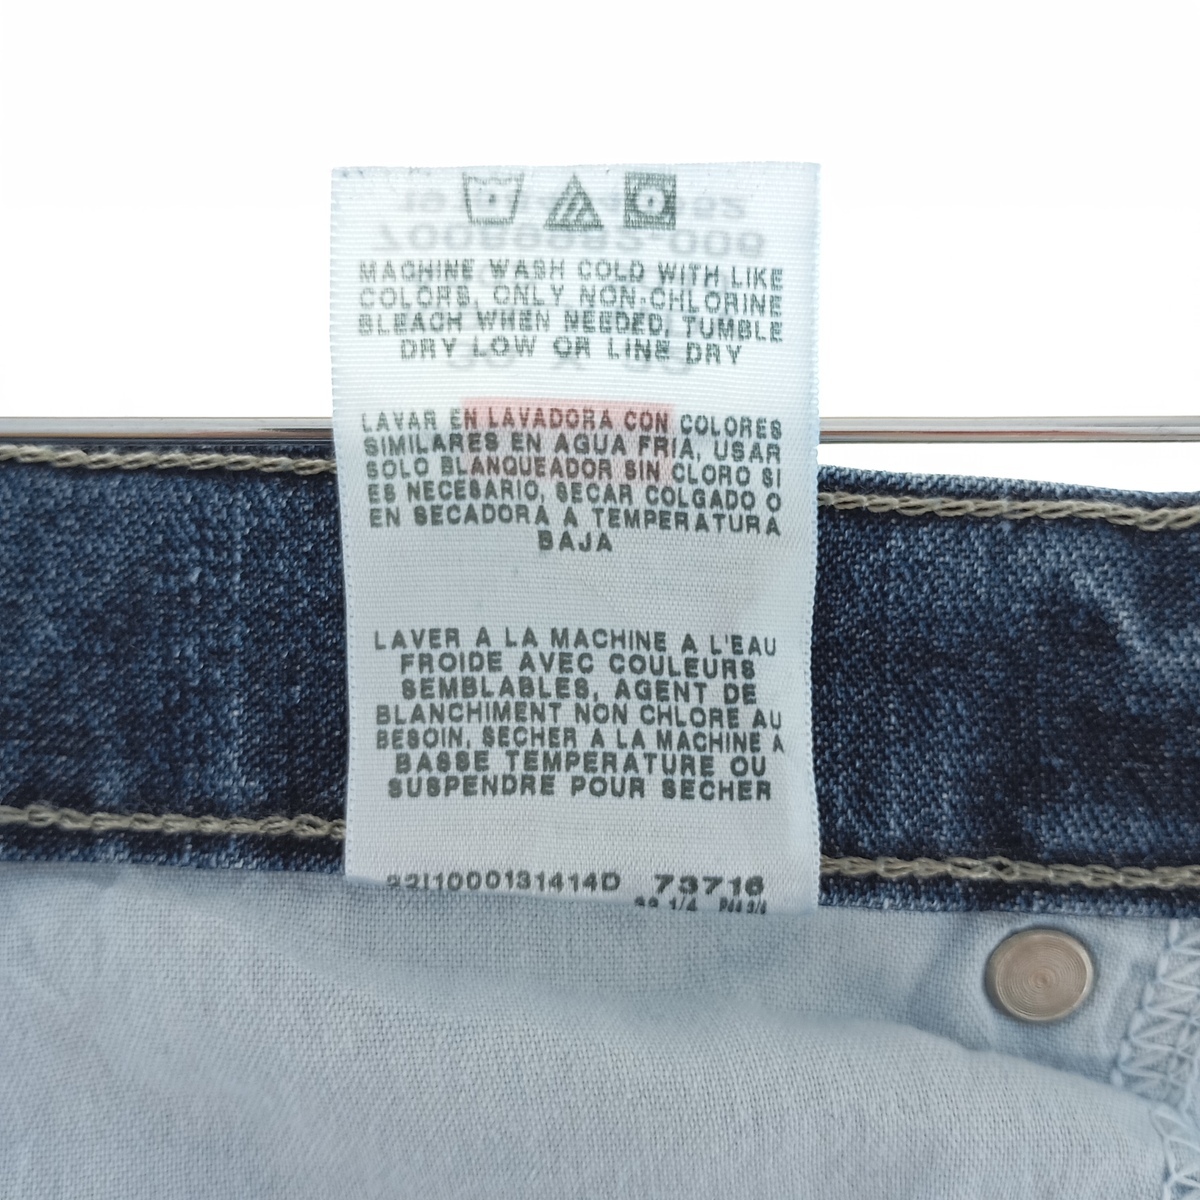 MACHINE WASH COLD WITH LIKE
COLORS, ONLY NON-CHLORINE
BLEACH WHEN NEEDED, TUMBLE
DRY LOW OR LINE DRY
LAVAR EN LAVADORA CON COLORES
SIMILARES EN AGUA FRIA, USAR
SOLO BLANQUEADOR SIN CLORO SI
ES NECESARIO, SECAR COLGADO O
EN SECADORA A TEMPERATURA
BAJA
LAVER A LA MACHINE A L'EAU
FROIDE AVEC COULEURS
SEMBLABLES, AGENT DE
BLANCHIMENT NON CHLORE AU
BESOIN, SECHER A LA MACHINE A
BASSE TEMPERATURE OU
SUSPENDRE POUR SECHER
73716